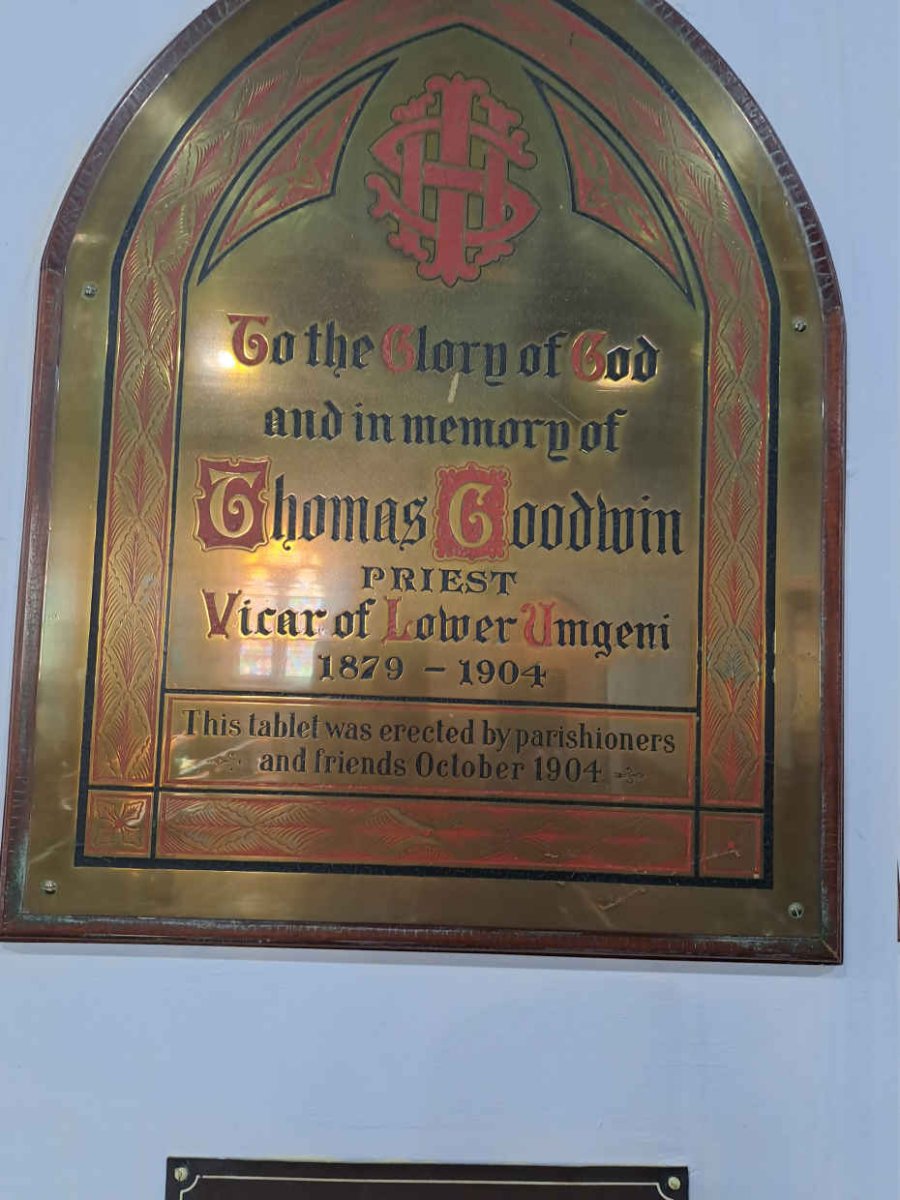 IHS
To the Glory of God
and in memory of
Thomas Goodwin
PRIEST
Vicar of Lower Umgeni
1879 – 1904
This tablet was erected by parishioners
and friends October 1904